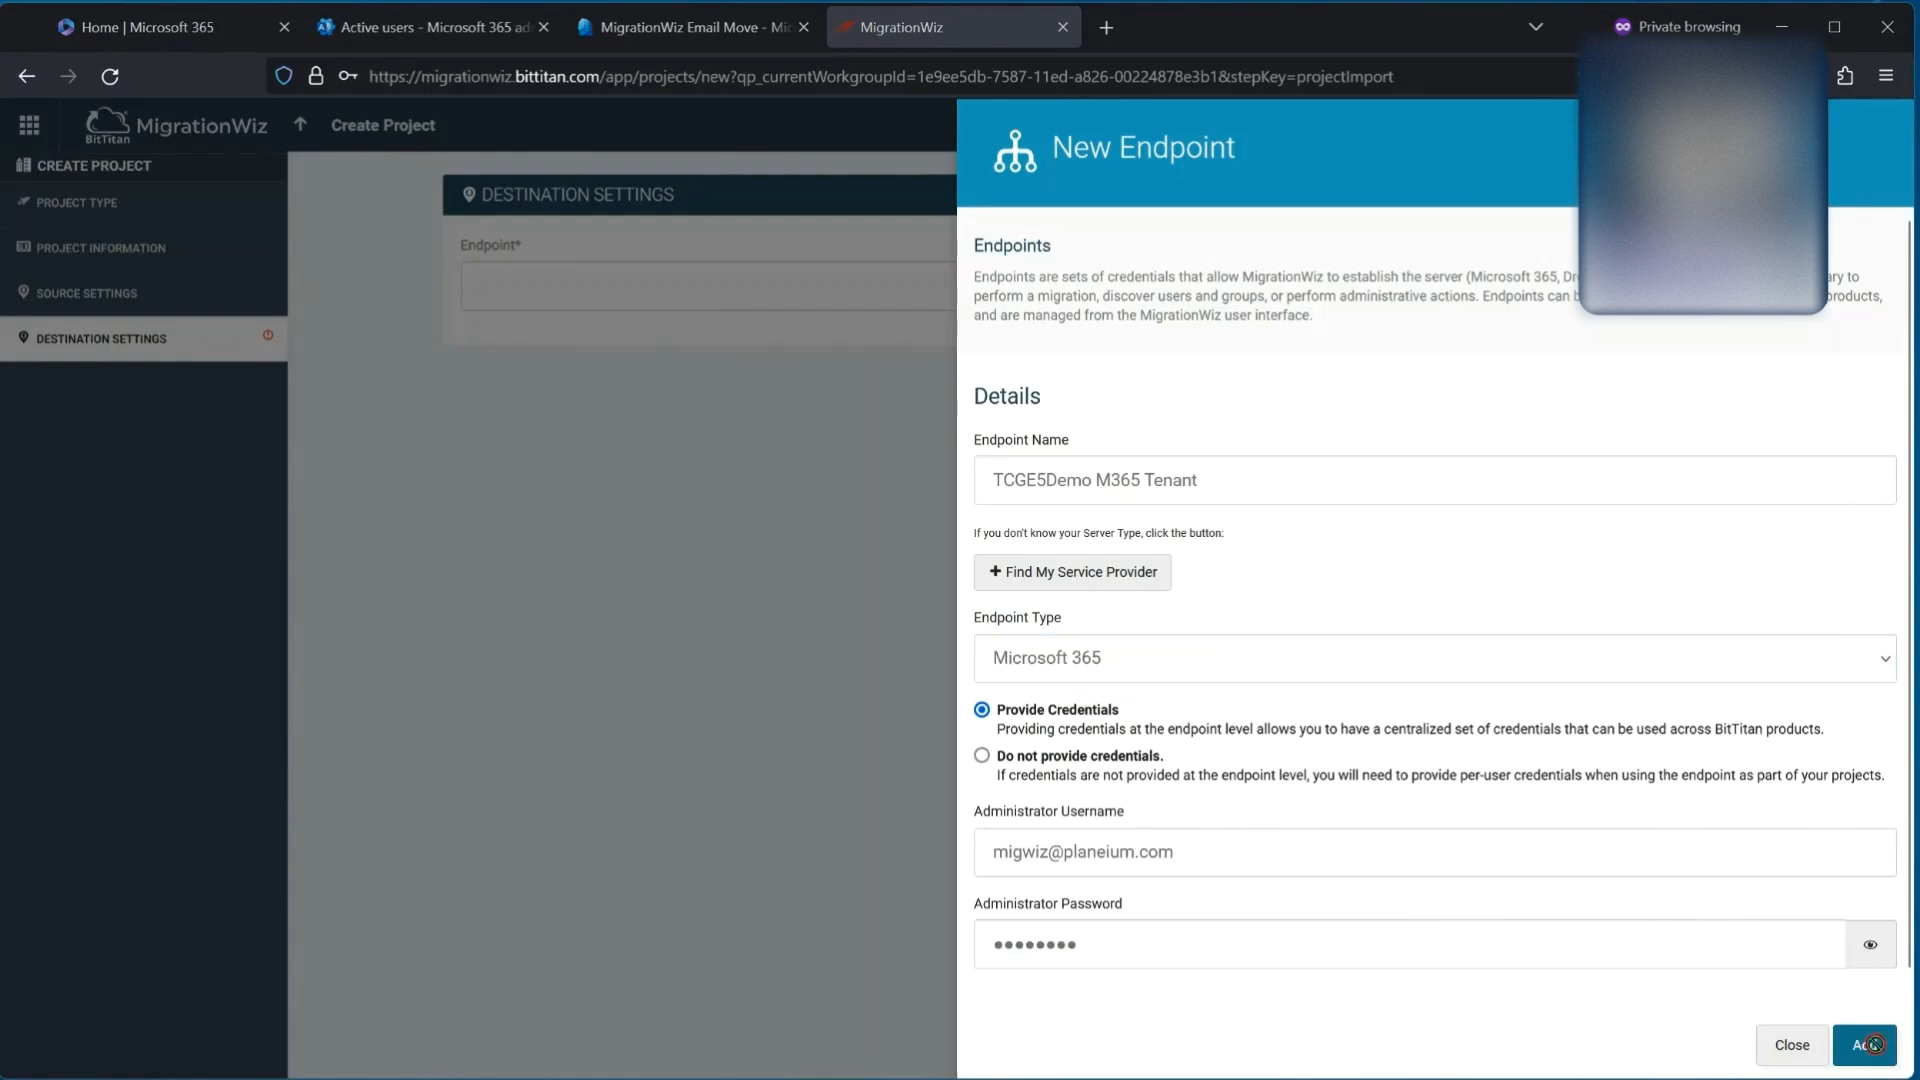 Home | Microsoft 365
Active users - Microsoft 365 ad
MigrationWiz Email Move - Mic
MigrationWiz
Private browsing
https://migrationwiz.bittitan.com/app/projects/new?qp_currentWorkgroupId=1e9ee5db-7587-11ed-a826-00224878e3b1&stepKey=projectImport
BitTitan MigrationWiz
Create Project
CREATE PROJECT
PROJECT TYPE
PROJECT INFORMATION
SOURCE SETTINGS
DESTINATION SETTINGS
DESTINATION SETTINGS
Endpoint*
New Endpoint
Endpoints
Endpoints are sets of credentials that allow MigrationWiz to establish the server (Microsoft 365, Dr ary to
perform a migration, discover users and groups, or perform administrative actions. Endpoints can b products,
and are managed from the MigrationWiz user interface.
Details
Endpoint Name
TCGE5Demo M365 Tenant
If you don't know your Server Type, click the button:
+ Find My Service Provider
Endpoint Type
Microsoft 365
Provide Credentials
Providing credentials at the endpoint level allows you to have a centralized set of credentials that can be used across BitTitan products.
Do not provide credentials.
If credentials are not provided at the endpoint level, you will need to provide per-user credentials when using the endpoint as part of your projects.
Administrator Username
migwiz@planeium.com
Administrator Password
••••••••
Close